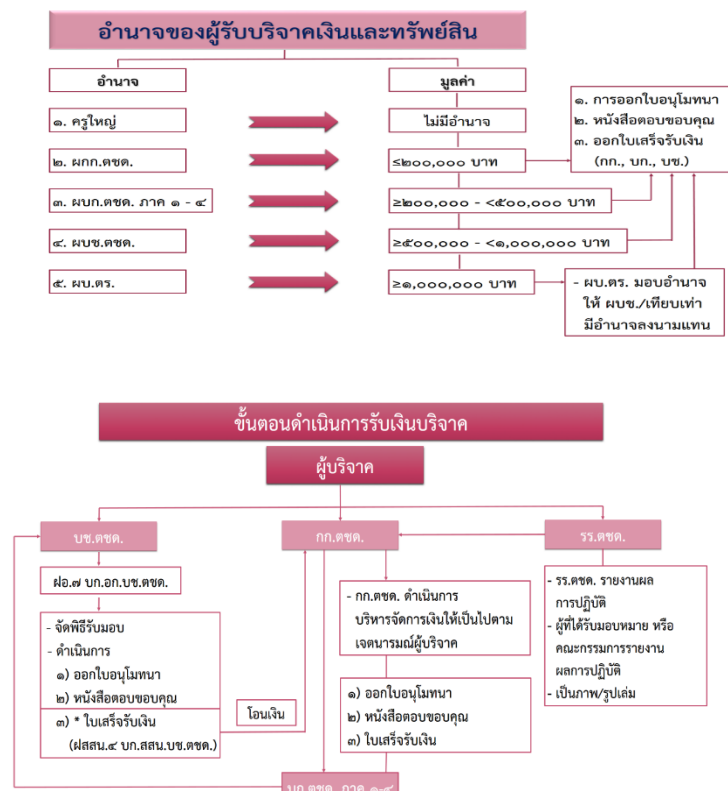 อำนาจของผู้รับบริจาคเงินและทรัพย์สิน
อำนาจ
มูลค่า
๑. ครูใหญ่
ไม่มีอำนาจ
๒. ผกก.ตชด.
≤๒๐๐,๐๐๐ บาท
๓. ผบก.ตชด. ภาค ๑ - ๔
≥๒๐๐,๐๐๐ - <๕๐๐,๐๐๐ บาท
๔. ผบช.ตชด.
≥๕๐๐,๐๐๐ - <๑,๐๐๐,๐๐๐ บาท
๕. ผบ.ตร.
≥๑,๐๐๐,๐๐๐ บาท
๑. การออกใบอนุโมทนา
๒. หนังสือตอบขอบคุณ
๓. ออกใบเสร็จรับเงิน
(กก., บก., บช.)
- ผบ.ตร. มอบอำนาจ
ให้ ผบช./เทียบเท่า
มีอำนาจลงนามแทน
ขั้นตอนดำเนินการรับเงินบริจาค
ผู้บริจาค
บช.ตชด.
กก.ตชด.
รร.ตชด.
ฝอ.๗ บก.อก.บช.ตชด.
- จัดพิธีรับมอบ
- ดำเนินการ
๑) ออกใบอนุโมทนา
๒) หนังสือตอบขอบคุณ
๓) * ใบเสร็จรับเงิน
(ฝสสน.๔ บก.สสน.บช.ตชด.)
โอนเงิน
- กก.ตชด. ดำเนินการ
บริหารจัดการเงินให้เป็นไปตาม
เจตนารมณ์ผู้บริจาค
๑) ออกใบอนุโมทนา
๒) หนังสือตอบขอบคุณ
๓) ใบเสร็จรับเงิน
- รร.ตชด. รายงานผล
การปฏิบัติ
- ผู้ที่ได้รับมอบหมาย หรือ
คณะกรรมการรายงาน
ผลการปฏิบัติ
- เป็นภาพ/รูปเล่ม
บก.ตชด. ภาค ๑-๔